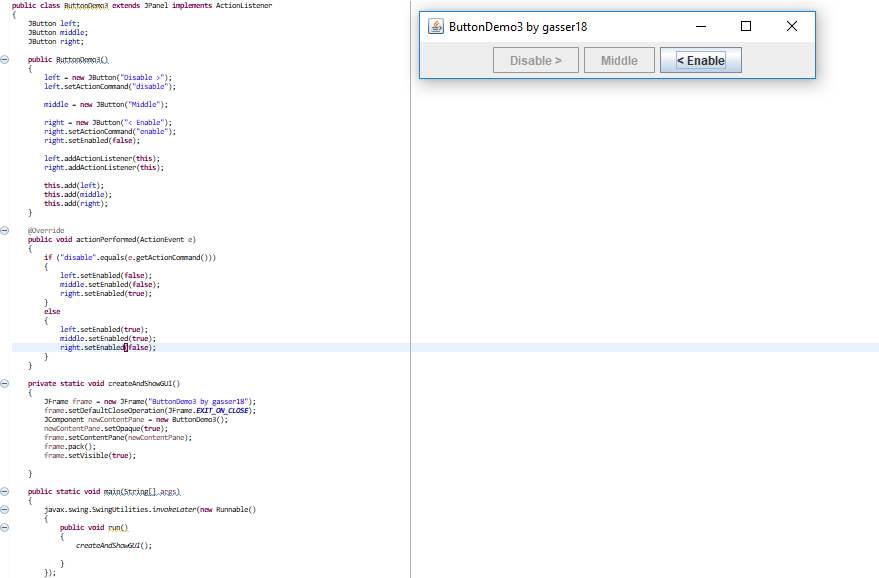 public class ButtonDemo3 extends JPanel implements ActionListener
{
JButton left;
JButton middle;
JButton right;
public ButtonDemo3()
{
left = new JButton("Disable >");
left.setActionCommand("disable");
middle = new JButton("Middle");
right = new JButton("< Enable");
right.setActionCommand("enable");
right.setEnabled(false);
left.addActionListener(this);
right.addActionListener(this);
this.add(left);
this.add(middle);
this.add(right);
}
@Override
public void actionPerformed(ActionEvent e)
{
if ("disable".equals(e.getActionCommand()))
{
left.setEnabled(false);
middle.setEnabled(false);
right.setEnabled(true);
}
else
{
left.setEnabled(true);
middle.setEnabled(true);
right.setEnabled(false);
}
}
private static void createAndShowGUI()
{
JFrame frame = new JFrame("ButtonDemo3 by gasser18");
frame.setDefaultCloseOperation(JFrame.EXIT_ON_CLOSE);
JComponent newContentPane = new ButtonDemo3();
newContentPane.setOpaque(true);
frame.setContentPane(newContentPane);
frame.pack();
frame.setVisible(true);
}
public static void main(String[] args)
{
javax.swing.SwingUtilities.invokeLater(new Runnable()
{
public void run()
{
createAndShowGUI();
}
});
ButtonDemo3 by gasser18
Disable > Middle < Enable